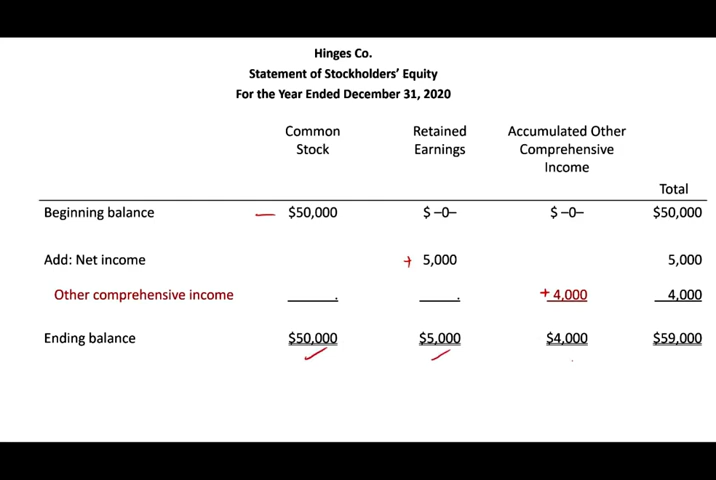 Hinges Co.
Statement of Stockholders' Equity
For the Year Ended December 31, 2020
Common Stock
Retained Earnings
Accumulated Other Comprehensive Income
Total
Beginning balance — $50,000 $ –0– $ –0– $50,000
Add: Net income + 5,000 5,000
Other comprehensive income + 4,000 4,000
Ending balance $50,000 $5,000 $4,000 $59,000